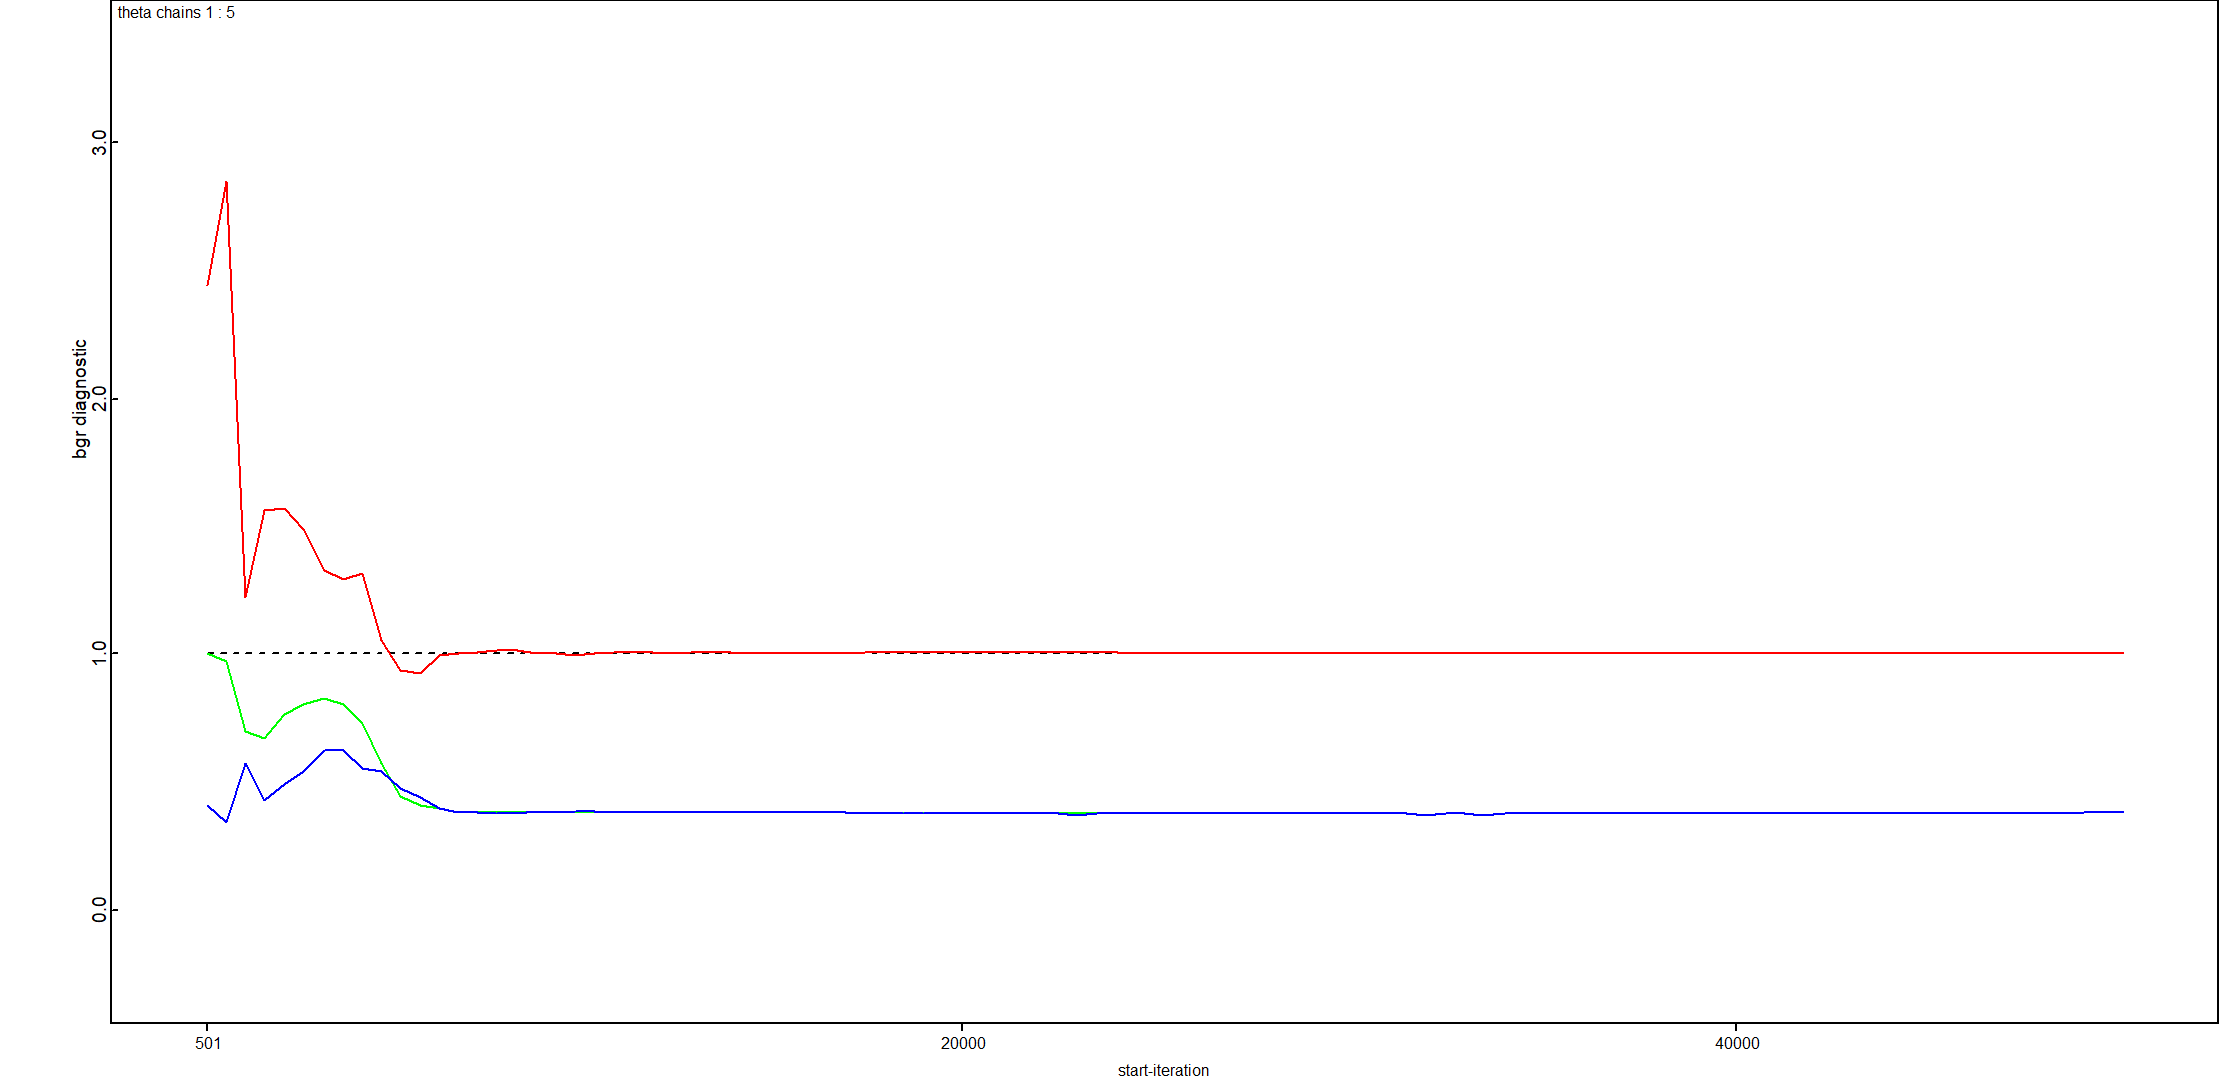 theta chains 1 : 5
bgr diagnostic
3.0
2.0
1.0
0.0
501
20000
40000
start-iteration